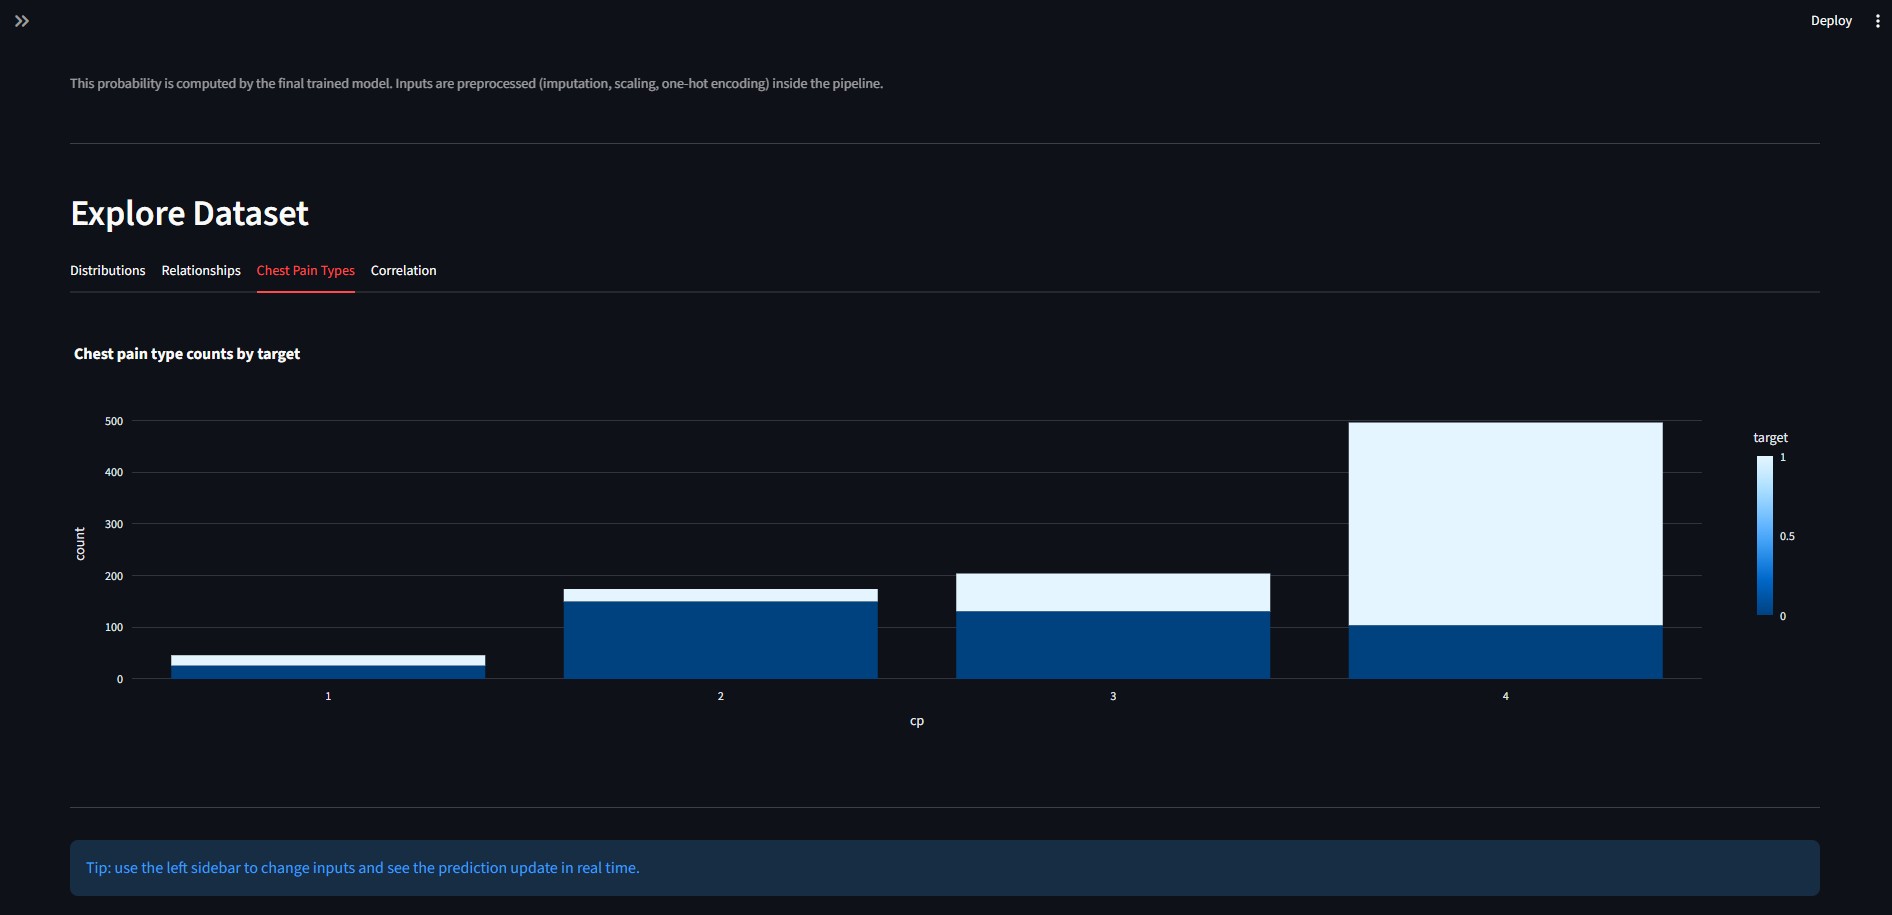 Deploy
This probability is computed by the final trained model. Inputs are preprocessed (imputation, scaling, one-hot encoding) inside the pipeline.
Explore Dataset
Distributions Relationships Chest Pain Types Correlation
Chest pain type counts by target
500
400
300
200
100
0
count
1 2 3 4
cp
target
1
0.5
0
Tip: use the left sidebar to change inputs and see the prediction update in real time.